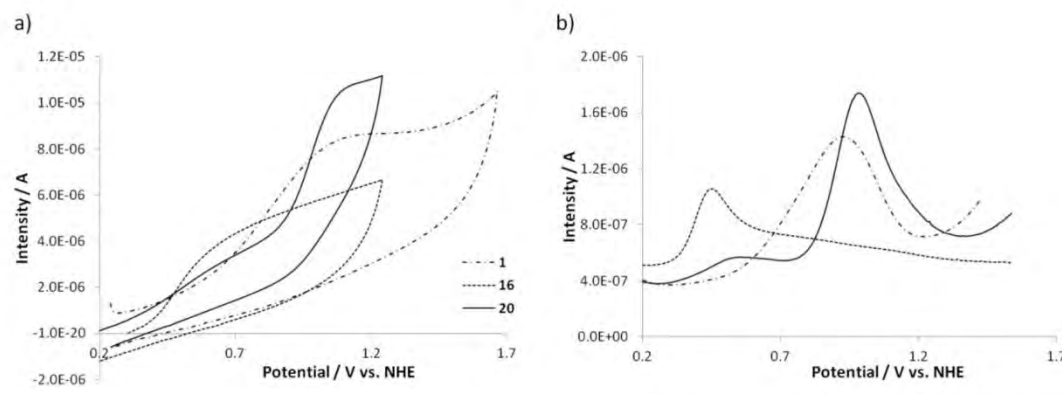 a)
1.2E-05
1.0E-05
8.0E-06
6.0E-06
4.0E-06
2.0E-06
-1.0E-20
-2.0E-06
Intensity / A
0.2 0.7 1.2 1.7
Potential / V vs. NHE
1
16
20
b)
2.0E-06
1.6E-06
1.2E-06
8.0E-07
4.0E-07
0.0E+00
Intensity / A
0.2 0.7 1.2 1.7
Potential / V vs. NHE